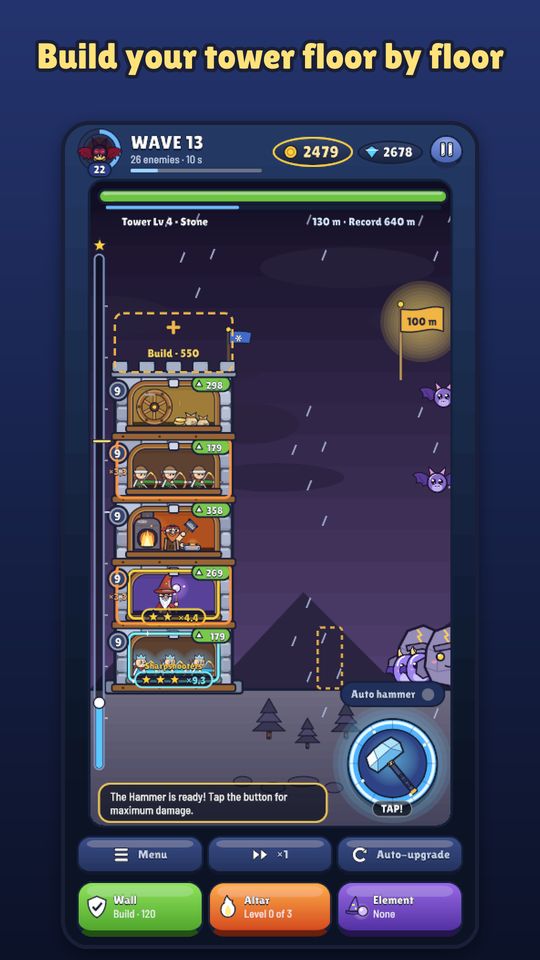 Build your tower floor by floor
WAVE 13
26 enemies · 10 s
22
2479
2678
Tower Lv 4 · Stone
130 m · Record 640 m
100 m
Build · 550
9
298
9
179
9
358
9
269
×4.4
9
179
Sharpshooters
×9.3
Auto hammer
TAP!
The Hammer is ready! Tap the button for
maximum damage.
Menu
×1
Auto-upgrade
Wall
Build · 120
Altar
Level 0 of 3
Element
None